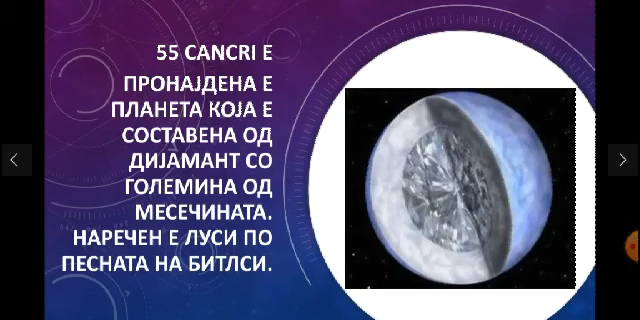 55 CANCRI E
ПРОНАЈДЕНА Е
ПЛАНЕТА КОЈА Е
СОСТАВЕНА ОД
ДИЈАМАНТ СО
ГОЛЕМИНА ОД
МЕСЕЧИНАТА.
НАРЕЧЕН Е ЛУСИ ПО
ПЕСНАТА НА БИТЛСИ.